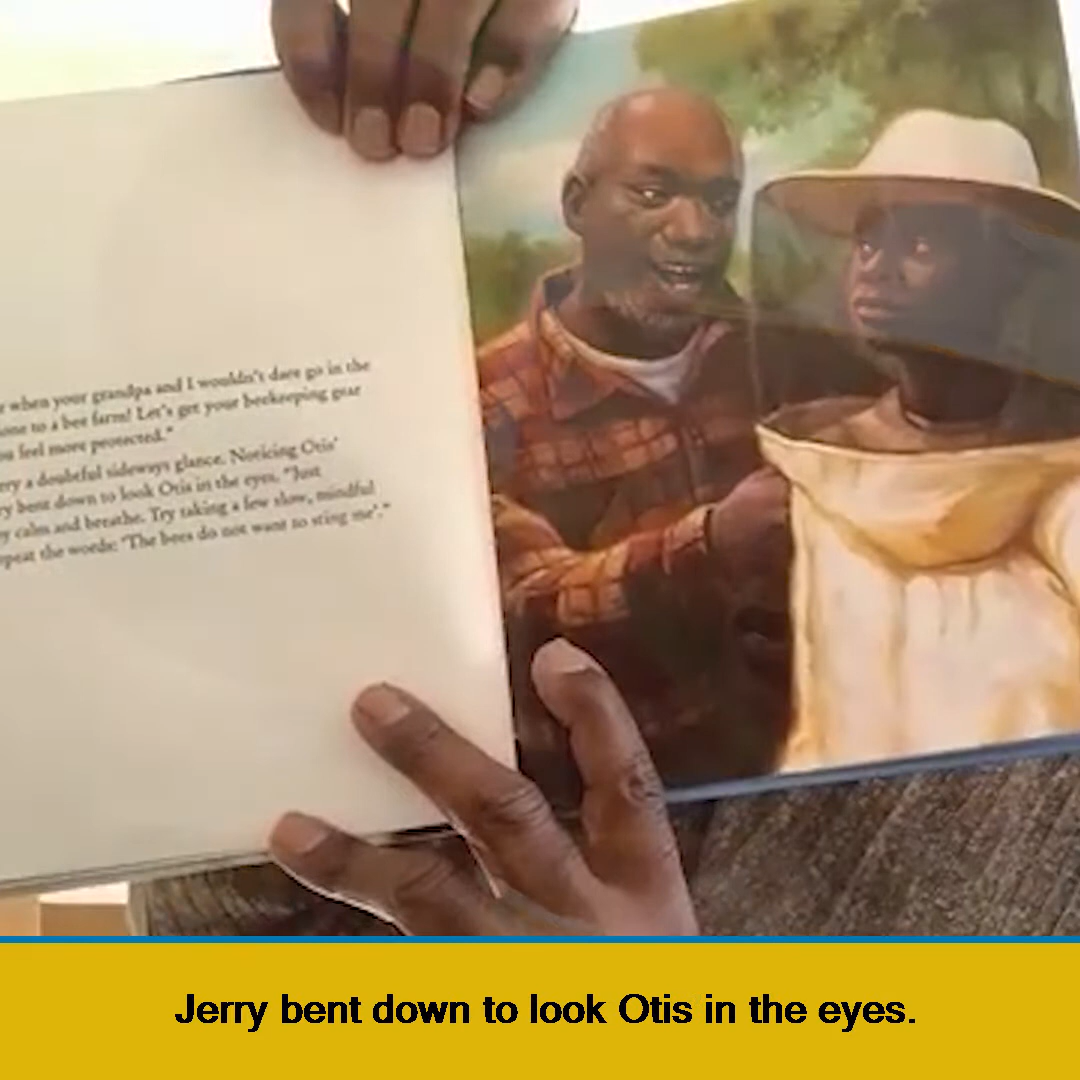 when your grandpa and I wouldn't dare go in the
to a bee farm! Let's get your beekeeping gear
feel more protected."
a doubtful sideways glance. Noticing Otis'
bent down to look Otis in the eyes. "Just
calm and breathe. Try taking a few slow, mindful
the words: 'The bees do not want to sting me'."
Jerry bent down to look Otis in the eyes.